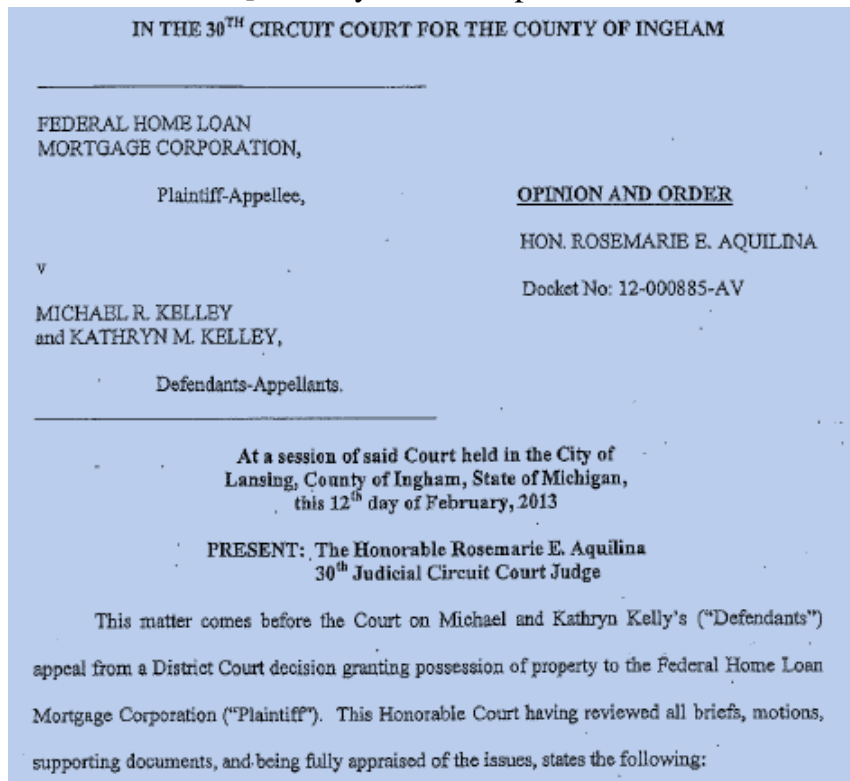 IN THE 30TH CIRCUIT COURT FOR THE COUNTY OF INGHAM
FEDERAL HOME LOAN
MORTGAGE CORPORATION,
Plaintiff-Appellee,
OPINION AND ORDER
HON. ROSEMARIE E. AQUILINA
v
Docket No: 12-000885-AV
MICHAEL R. KELLEY
and KATHRYN M. KELLEY,
Defendants-Appellants.
At a session of said Court held in the City of
Lansing, County of Ingham, State of Michigan,
this 12th day of February, 2013
PRESENT: The Honorable Rosemarie E. Aquilina
30th Judicial Circuit Court Judge
This matter comes before the Court on Michael and Kathryn Kelly's ("Defendants")
appeal from a District Court decision granting possession of property to the Federal Home Loan
Mortgage Corporation ("Plaintiff"). This Honorable Court having reviewed all briefs, motions,
supporting documents, and being fully appraised of the issues, states the following: